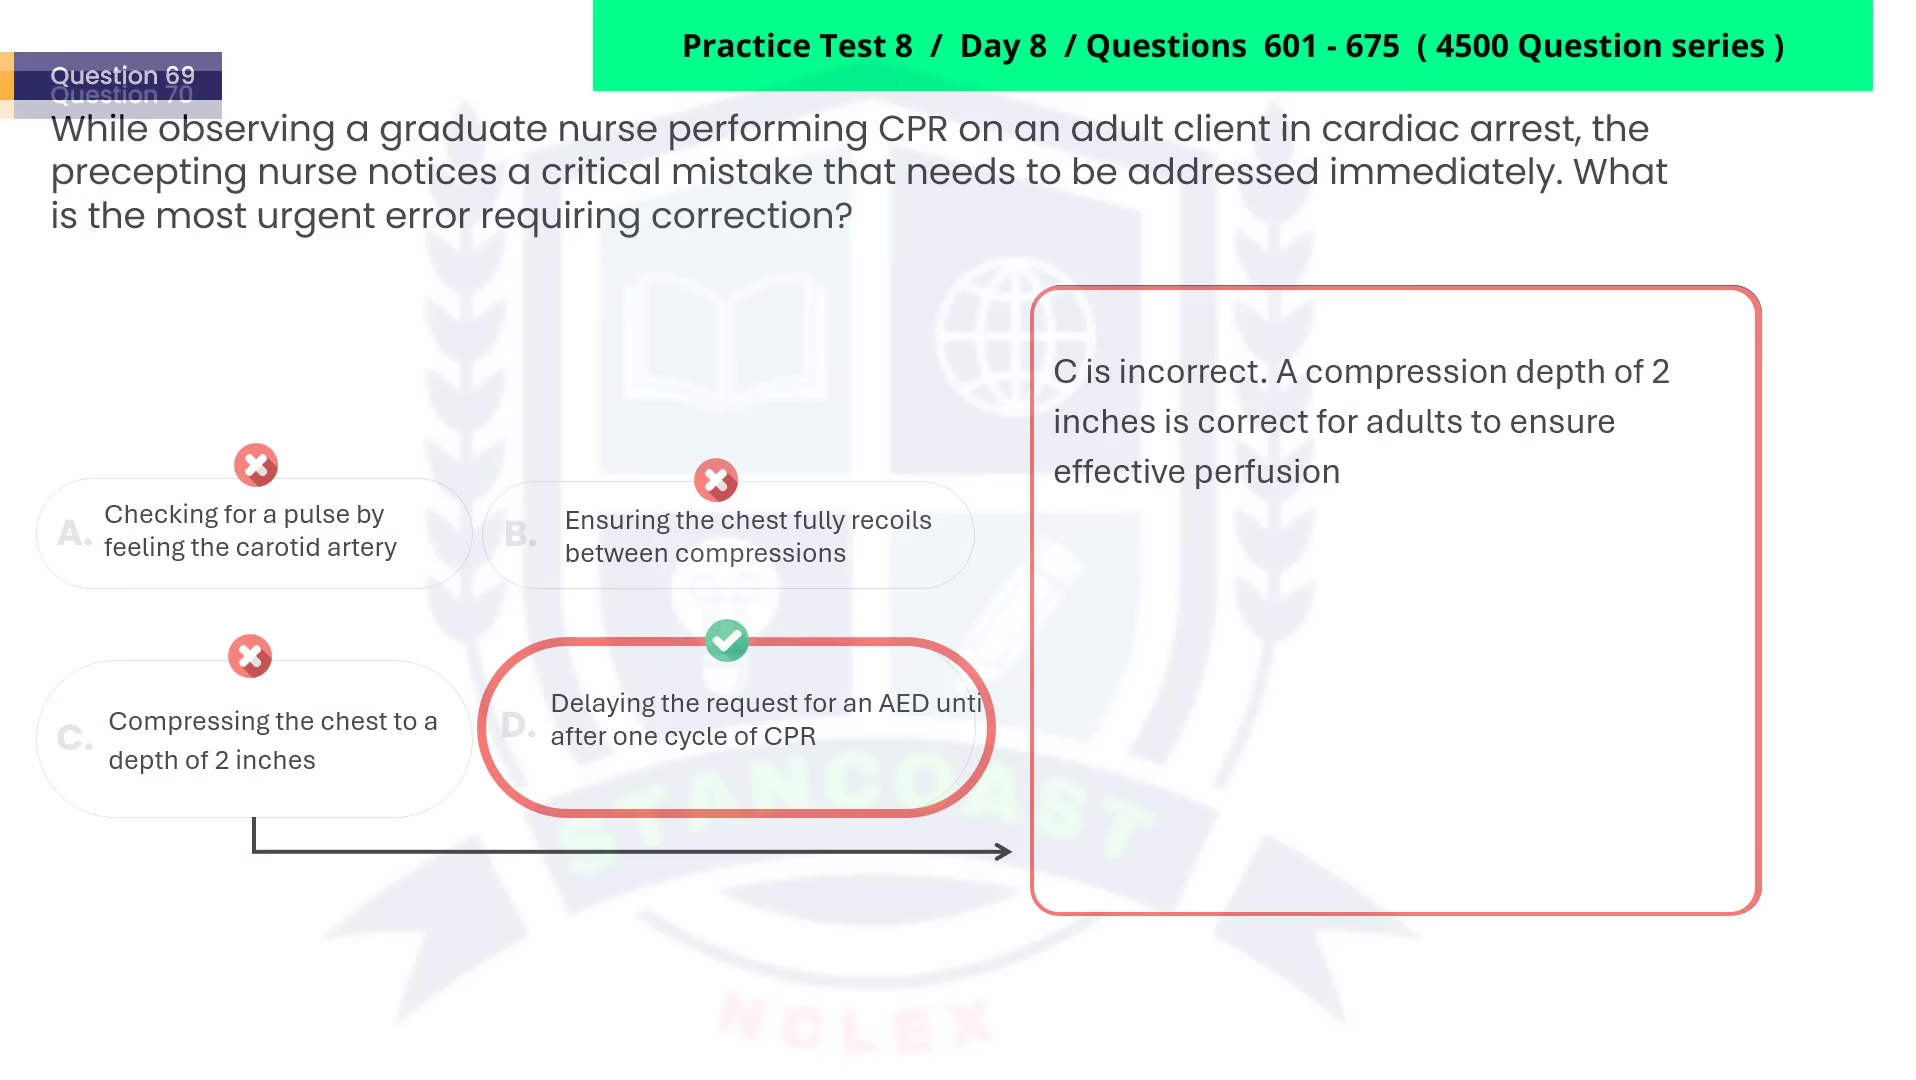 Practice Test 8 / Day 8 / Questions 601 - 675 ( 4500 Question series )
Question 69
Question 70
While observing a graduate nurse performing CPR on an adult client in cardiac arrest, the
precepting nurse notices a critical mistake that needs to be addressed immediately. What
is the most urgent error requiring correction?
C is incorrect. A compression depth of 2
inches is correct for adults to ensure
effective perfusion
A. Checking for a pulse by
feeling the carotid artery
B. Ensuring the chest fully recoils
between compressions
C. Compressing the chest to a
depth of 2 inches
D. Delaying the request for an AED unti
after one cycle of CPR
STANCOAST
NCLEX